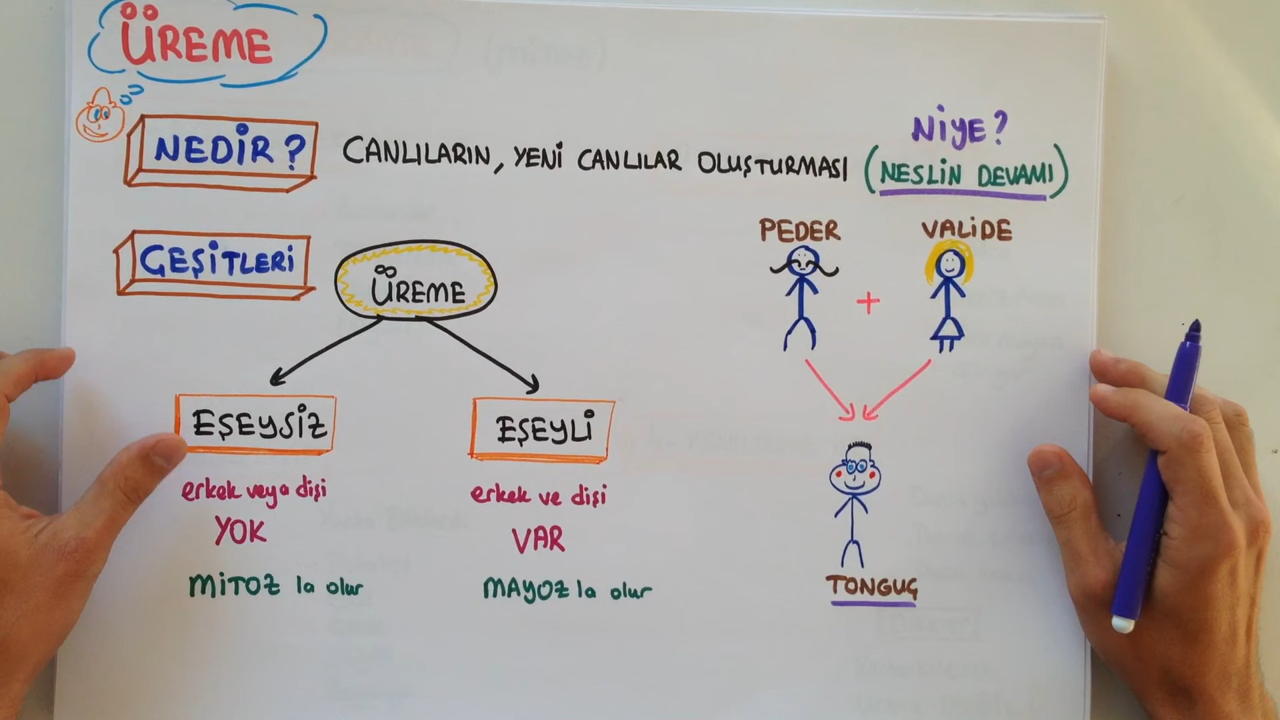 ÜREME
NEDİR?
CANLILARIN, YENİ CANLILAR OLUŞTURMASI
NİYE?
(NESLİN DEVAMI)
ÇEŞİTLERİ
ÜREME
PEDER
VALİDE
+
EŞEYSİZ
EŞEYLİ
erkek veya dişi
YOK
MİTOZ la olur
erkek ve dişi
VAR
MAYOZ la olur
TONGUÇ